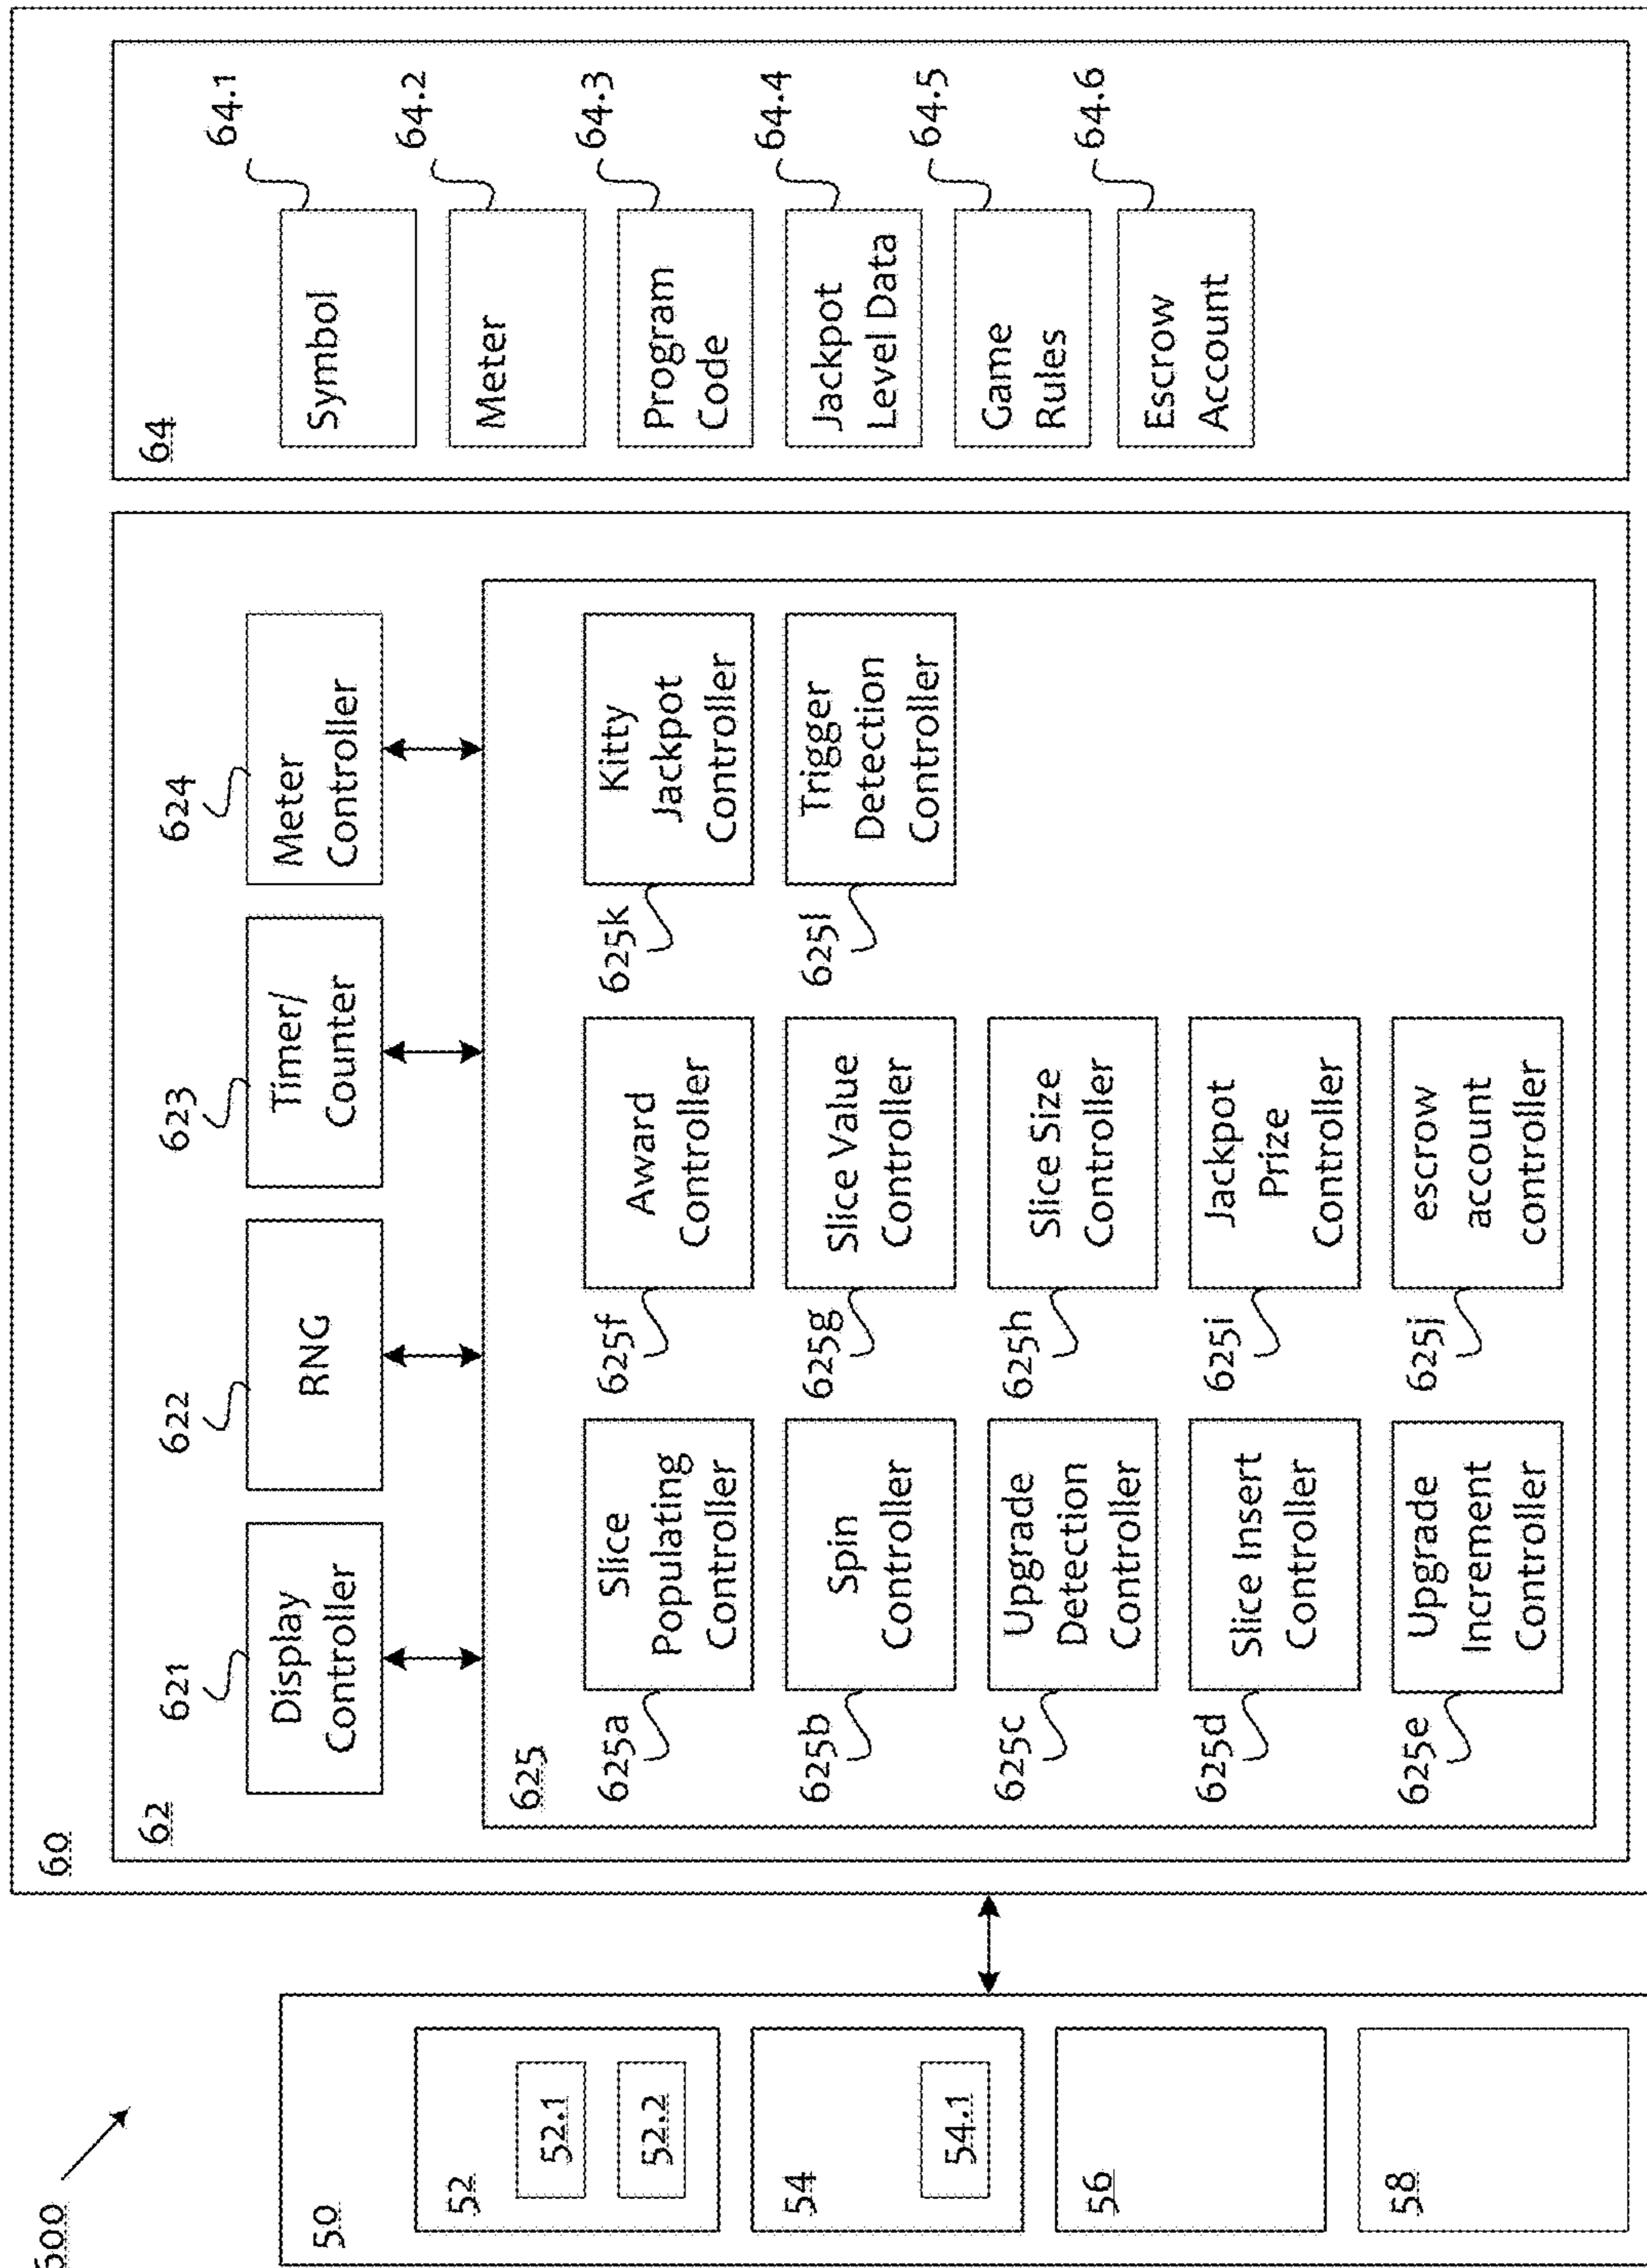 600
50
52
52.1
52.2
54
54.1
56
58
60
62
621
Display
Controller
622
RNG
623
Timer/
Counter
624
Meter
Controller
625
625a
Slice
Populating
Controller
625b
Spin
Controller
625c
Upgrade
Detection
Controller
625d
Slice Insert
Controller
625e
Upgrade
Increment
Controller
625f
Award
Controller
625g
Slice Value
Controller
625h
Slice Size
Controller
625i
Jackpot
Prize
Controller
625j
escrow
account
controller
625k
Kitty
Jackpot
Controller
625l
Trigger
Detection
Controller
64
Symbol
64.1
Meter
64.2
Program
Code
64.3
Jackpot
Level Data
64.4
Game
Rules
64.5
Escrow
Account
64.6